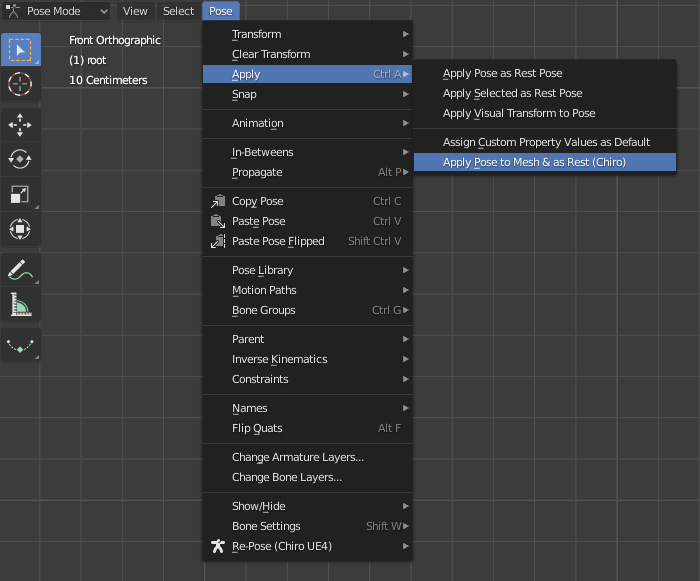 Pose Mode View Select Pose
Front Orthographic
(1) root
10 Centimeters
Transform
Clear Transform
Apply Ctrl A
Snap
Animation
In-Betweens
Propagate Alt P
Copy Pose Ctrl C
Paste Pose Ctrl V
Paste Pose Flipped Shift Ctrl V
Pose Library
Motion Paths
Bone Groups Ctrl G
Parent
Inverse Kinematics
Constraints
Names
Flip Quats Alt F
Change Armature Layers...
Change Bone Layers...
Show/Hide
Bone Settings Shift W
Re-Pose (Chiro UE4)
Apply Pose as Rest Pose
Apply Selected as Rest Pose
Apply Visual Transform to Pose
Assign Custom Property Values as Default
Apply Pose to Mesh & as Rest (Chiro)